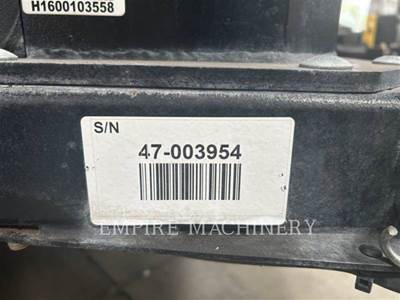 H1600103558
S/N
47-003954
EMPIRE MACHINERY